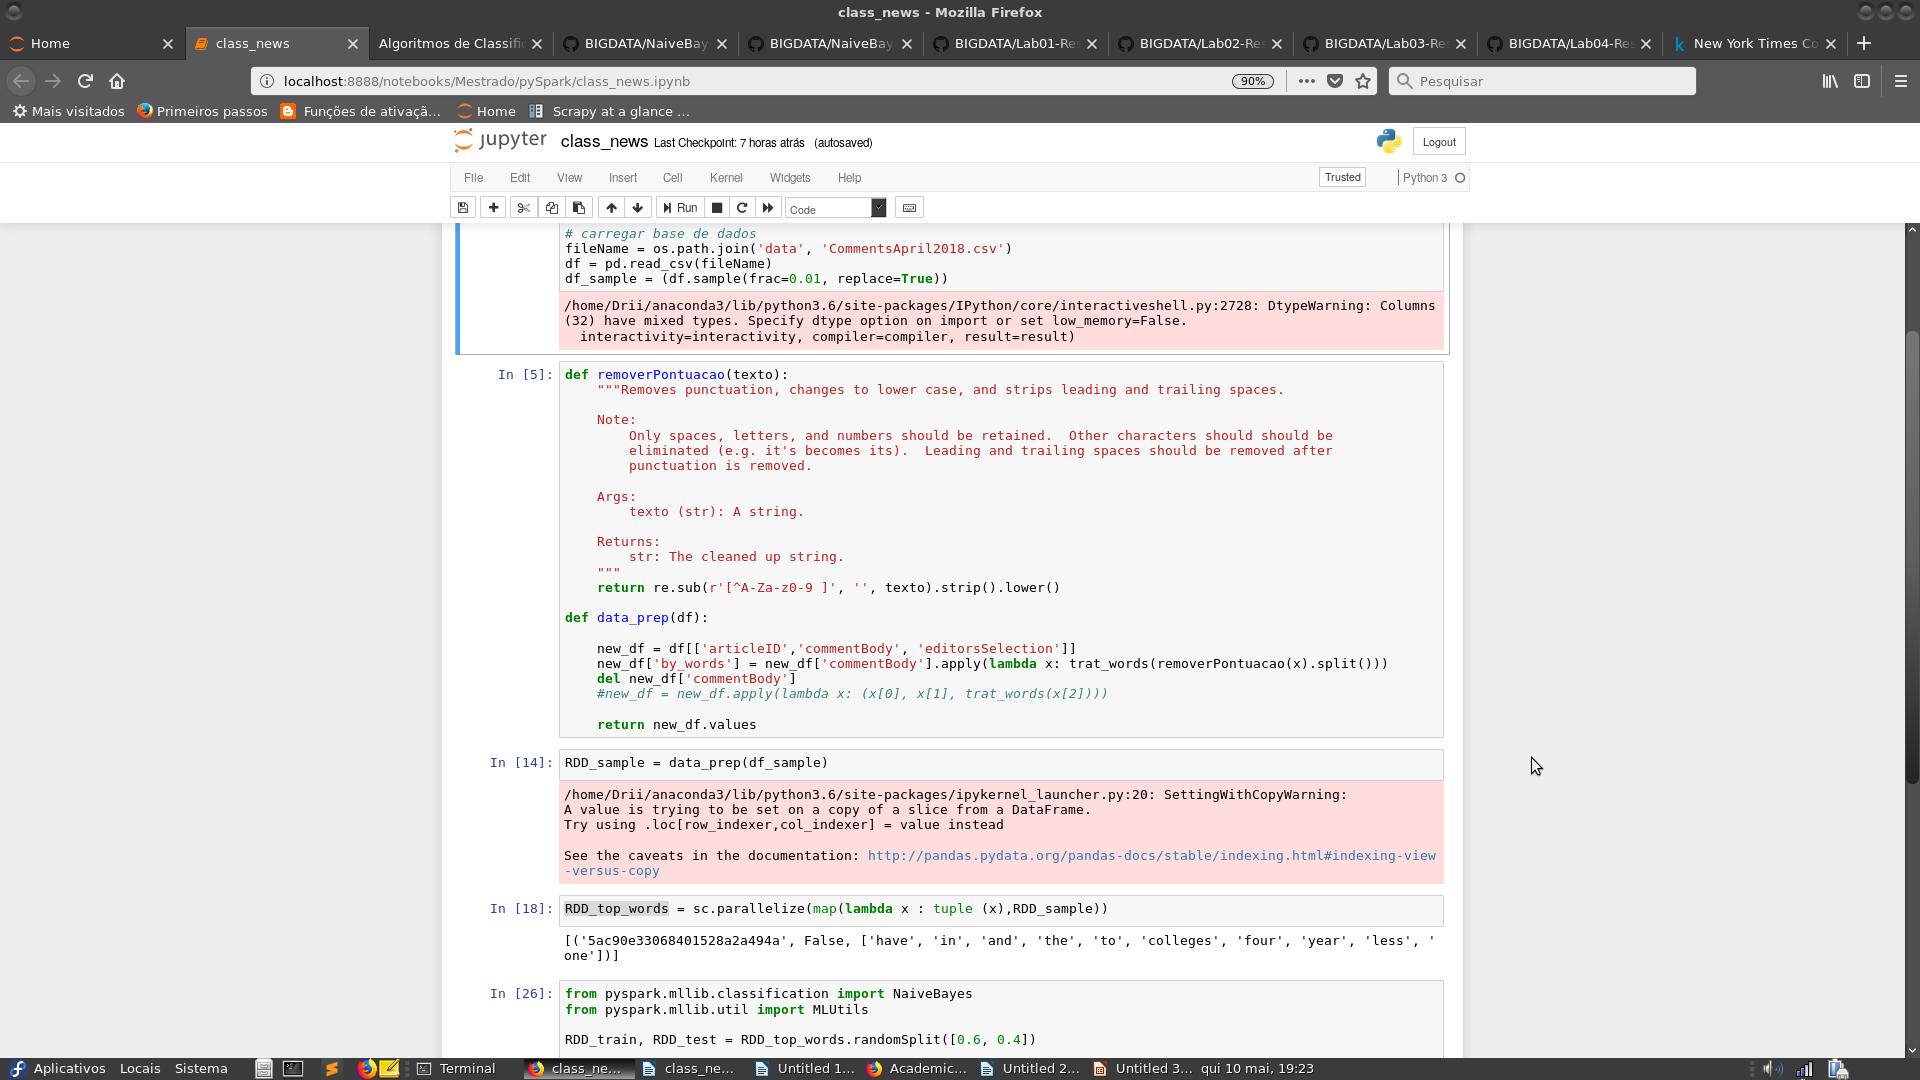 class_news - Mozilla Firefox
Home
class_news
Algoritmos de Classifi
BIGDATA/NaiveBay
BIGDATA/NaiveBay
BIGDATA/Lab01-Re
BIGDATA/Lab02-Re
BIGDATA/Lab03-Re
BIGDATA/Lab04-Re
New York Times Co
localhost:8888/notebooks/Mestrado/pySpark/class_news.ipynb
90%
Pesquisar
Mais visitados
Primeiros passos
Funções de ativaçã...
Home
Scrapy at a glance ...
jupyter
class_news Last Checkpoint: 7 horas atrás (autosaved)
Logout
File Edit View Insert Cell Kernel Widgets Help
Trusted
Python 3
Run
Code
# carregar base de dados
fileName = os.path.join('data', 'CommentsApril2018.csv')
df = pd.read_csv(fileName)
df_sample = (df.sample(frac=0.01, replace=True))
/home/Drii/anaconda3/lib/python3.6/site-packages/IPython/core/interactiveshell.py:2728: DtypeWarning: Columns
(32) have mixed types. Specify dtype option on import or set low_memory=False.
interactivity=interactivity, compiler=compiler, result=result)
In [5]:
def removerPontuacao(texto):
"""Removes punctuation, changes to lower case, and strips leading and trailing spaces.
Note:
Only spaces, letters, and numbers should be retained. Other characters should should be
eliminated (e.g. it's becomes its). Leading and trailing spaces should be removed after
punctuation is removed.
Args:
texto (str): A string.
Returns:
str: The cleaned up string.
"""
return re.sub(r'[^A-Za-z0-9 ]', '', texto).strip().lower()
def data_prep(df):
new_df = df[['articleID','commentBody', 'editorsSelection']]
new_df['by_words'] = new_df['commentBody'].apply(lambda x: trat_words(removerPontuacao(x).split()))
del new_df['commentBody']
#new_df = new_df.apply(lambda x: (x[0], x[1], trat_words(x[2])))
return new_df.values
In [14]:
RDD_sample = data_prep(df_sample)
/home/Drii/anaconda3/lib/python3.6/site-packages/ipykernel_launcher.py:20: SettingWithCopyWarning:
A value is trying to be set on a copy of a slice from a DataFrame.
Try using .loc[row_indexer,col_indexer] = value instead
See the caveats in the documentation: http://pandas.pydata.org/pandas-docs/stable/indexing.html#indexing-view
-versus-copy
In [18]:
RDD_top_words = sc.parallelize(map(lambda x : tuple (x),RDD_sample))
[('5ac90e33068401528a2a494a', False, ['have', 'in', 'and', 'the', 'to', 'colleges', 'four', 'year', 'less', '
one'])]
In [26]:
from pyspark.mllib.classification import NaiveBayes
from pyspark.mllib.util import MLUtils
RDD_train, RDD_test = RDD_top_words.randomSplit([0.6, 0.4])
Aplicativos
Locais
Sistema
Terminal
class_ne...
class_ne...
Untitled 1...
Academic...
Untitled 2...
Untitled 3...
qui 10 mai, 19:23